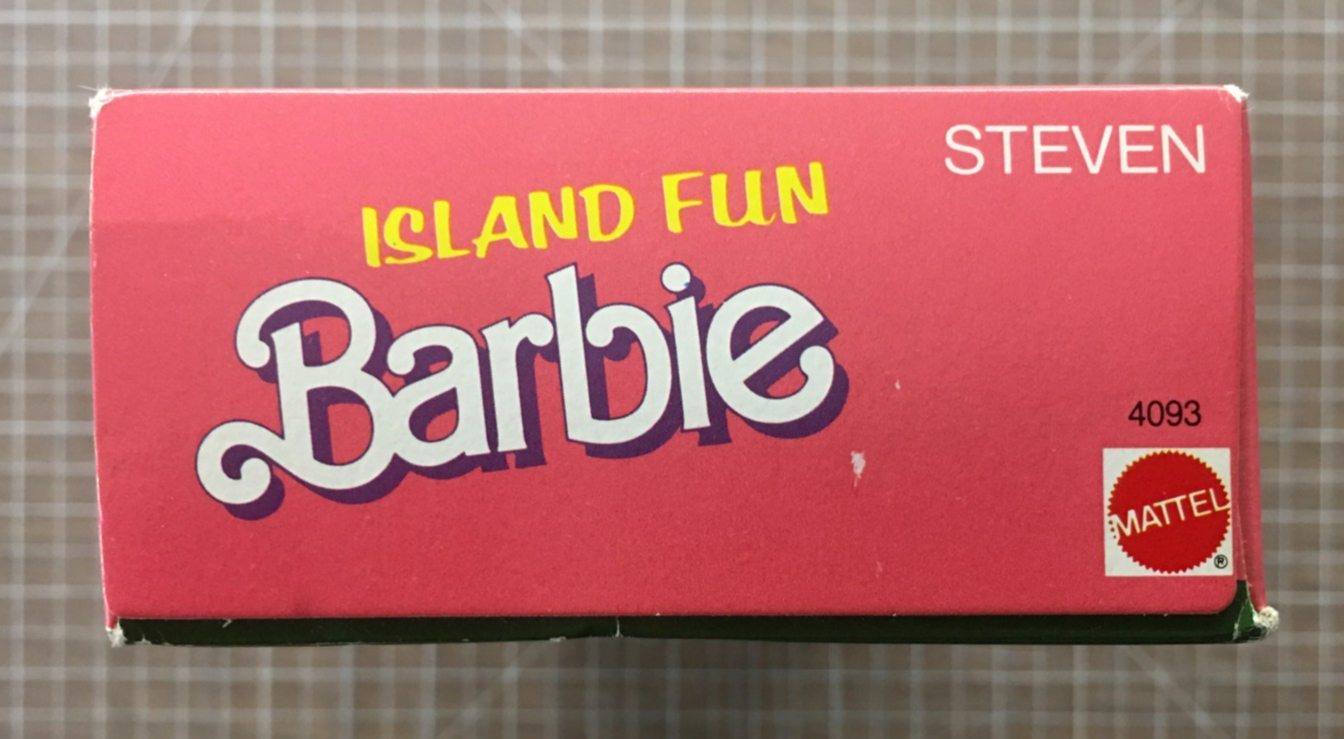 STEVEN
ISLAND FUN
Barbie
4093
MATTEL
®